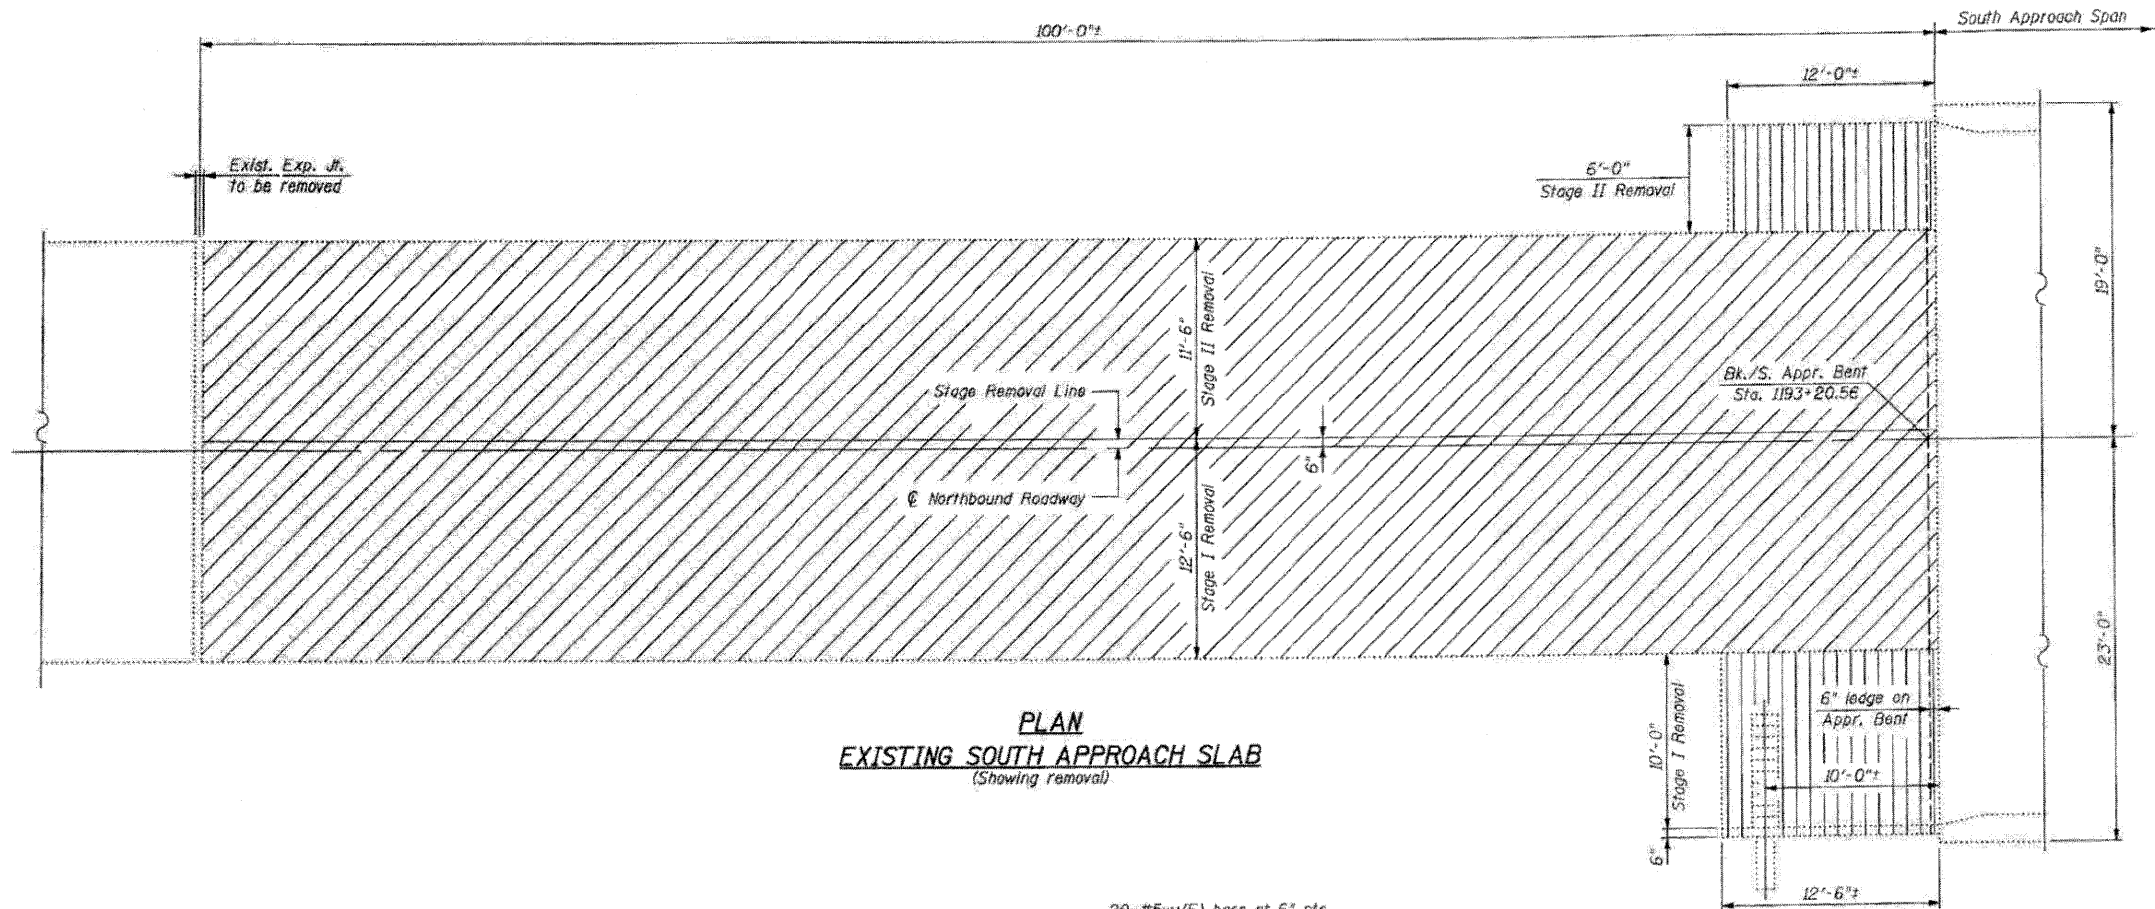 South Approach Span
100'-0"±
12'-0"±
Exist. Exp. Jt.
to be removed
6'-0"
Stage II Removal
19'-0"
11'-6"
Stage II Removal
Stage Removal Line
Bk./S. Appr. Bent
Sta. 1193+20.56
6"
℄ Northbound Roadway
12'-6"
Stage I Removal
23'-0"
10'-0"
Stage I Removal
6" ledge on
Appr. Bent
10'-0"±
6"
12'-6"±
PLAN
EXISTING SOUTH APPROACH SLAB
(Showing removal)
bars at 6"